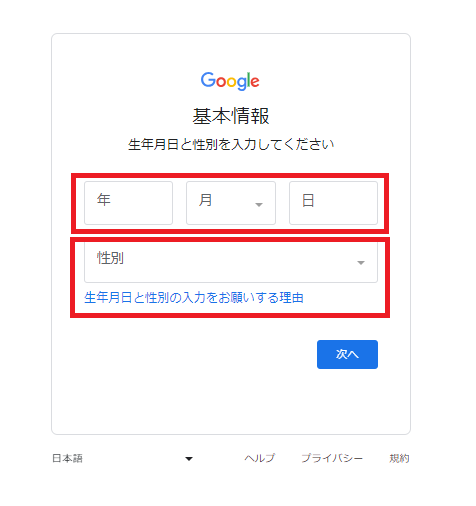 Google
基本情報
生年月日と性別を入力してください
年 月 日
性別
生年月日と性別の入力をお願いする理由
次へ
日本語 ヘルプ プライバシー 規約